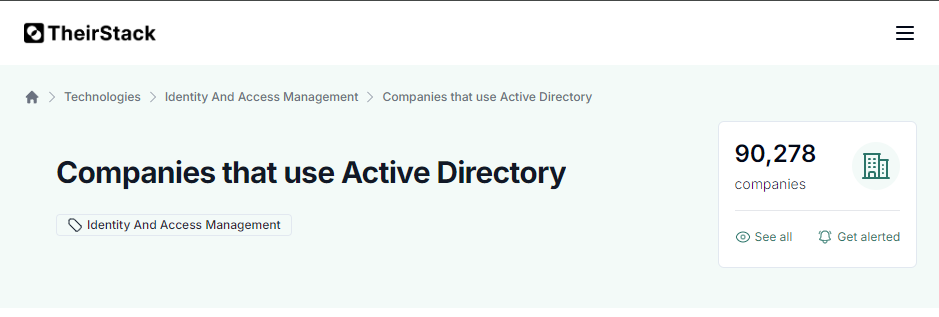 TheirStack
Technologies Identity And Access Management Companies that use Active Directory
Companies that use Active Directory
Identity And Access Management
90,278
companies
See all Get alerted